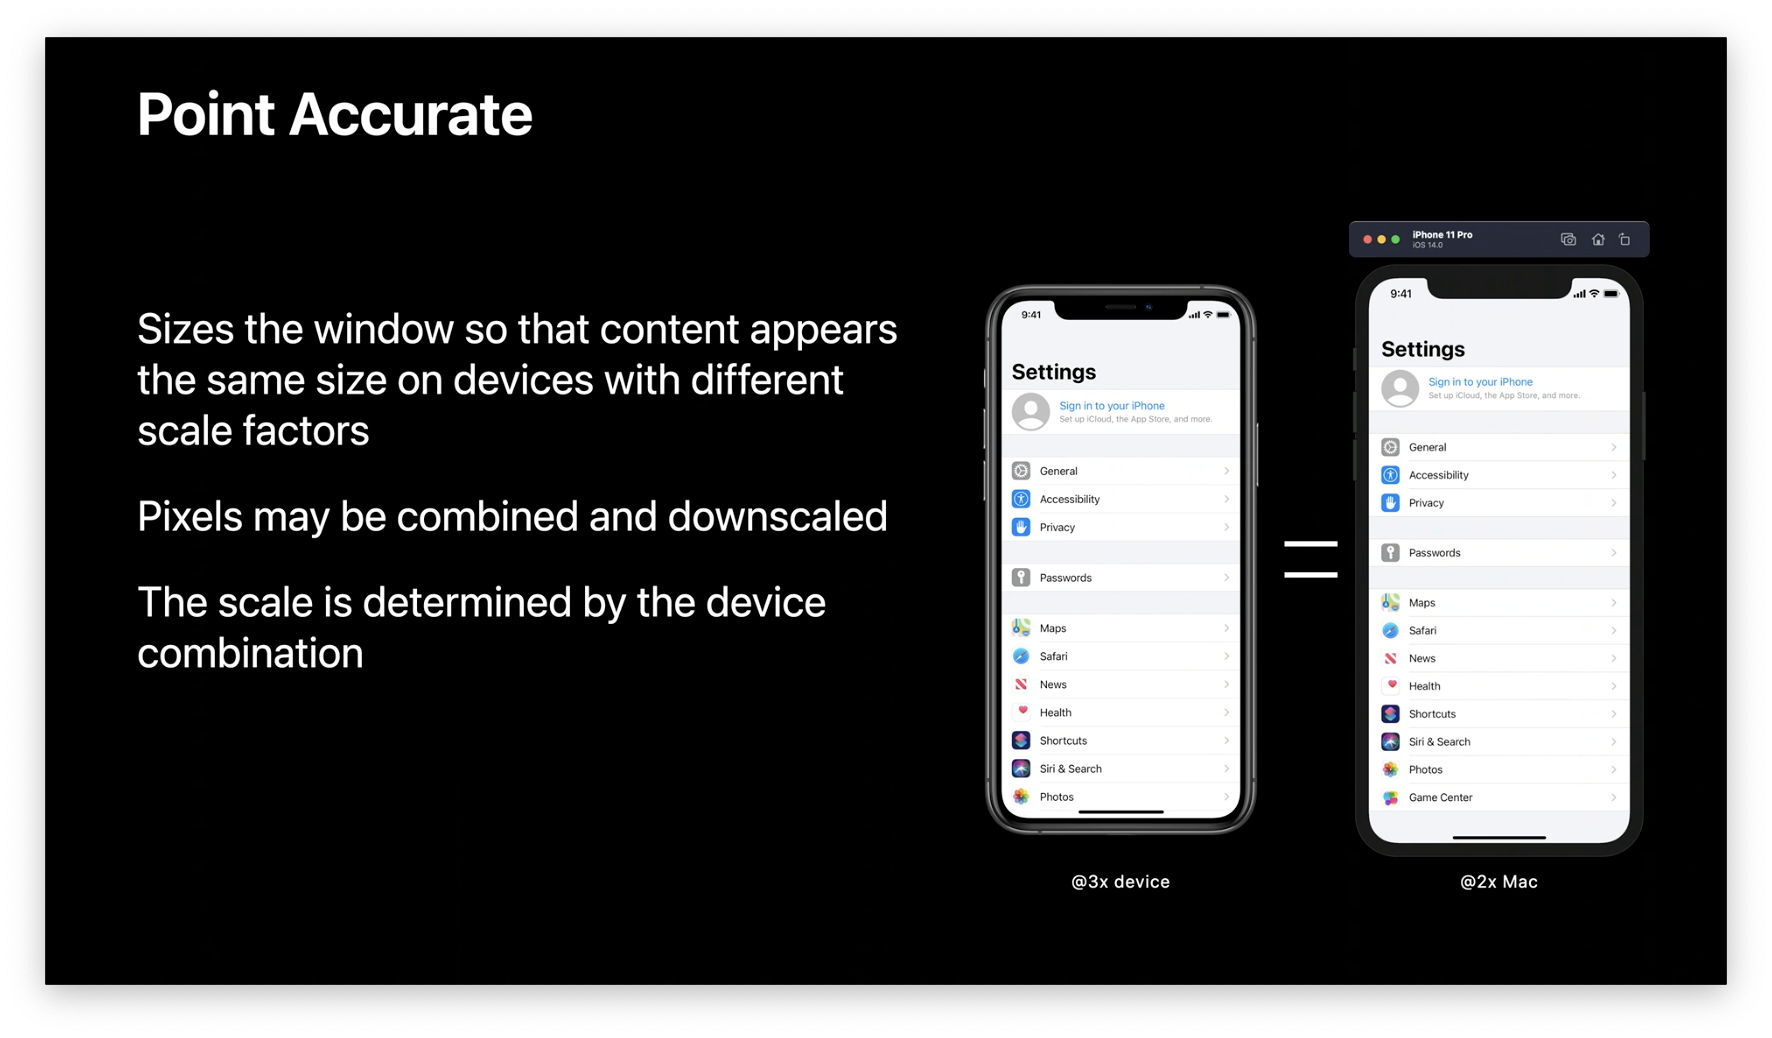 Point Accurate
Sizes the window so that content appears
the same size on devices with different
scale factors
Pixels may be combined and downscaled
The scale is determined by the device
combination
9:41
Settings
Sign in to your iPhone
Set up iCloud, the App Store, and more.
General
Accessibility
Privacy
Passwords
Maps
Safari
News
Health
Shortcuts
Siri & Search
Photos
@3x device
=
iPhone 11 Pro
iOS 14.0
9:41
Settings
Sign in to your iPhone
Set up iCloud, the App Store, and more.
General
Accessibility
Privacy
Passwords
Maps
Safari
News
Health
Shortcuts
Siri & Search
Photos
Game Center
@2x Mac